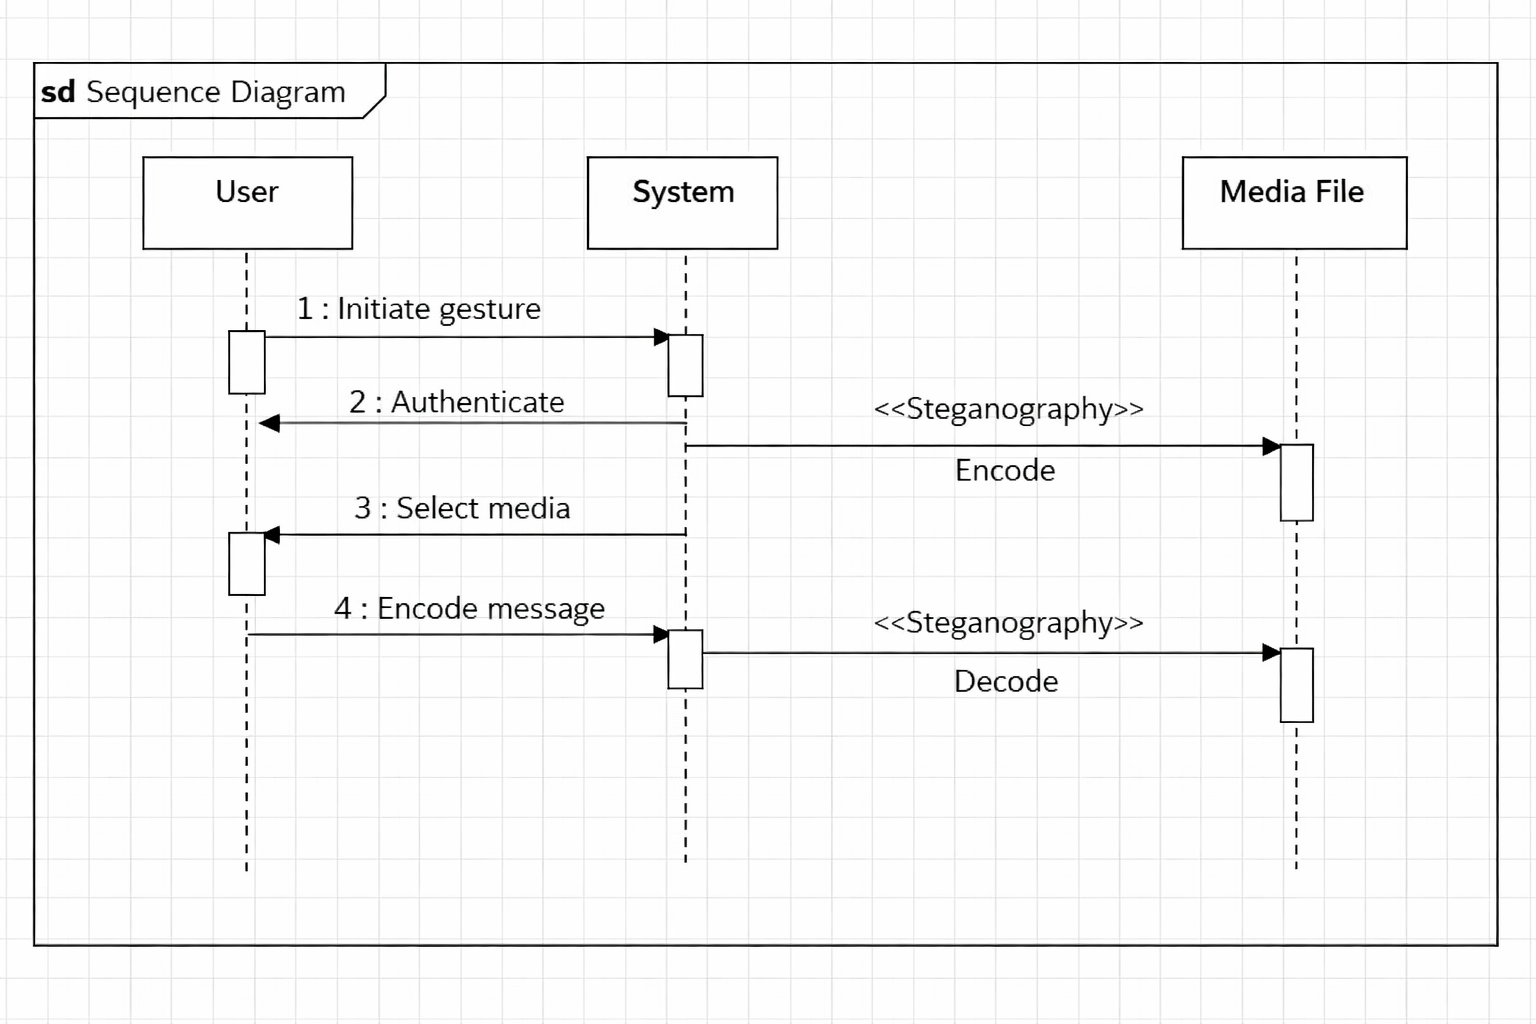 sd Sequence Diagram
User
System
Media File
1 : Initiate gesture
2 : Authenticate
<<Steganography>>
Encode
3 : Select media
4 : Encode message
<<Steganography>>
Decode